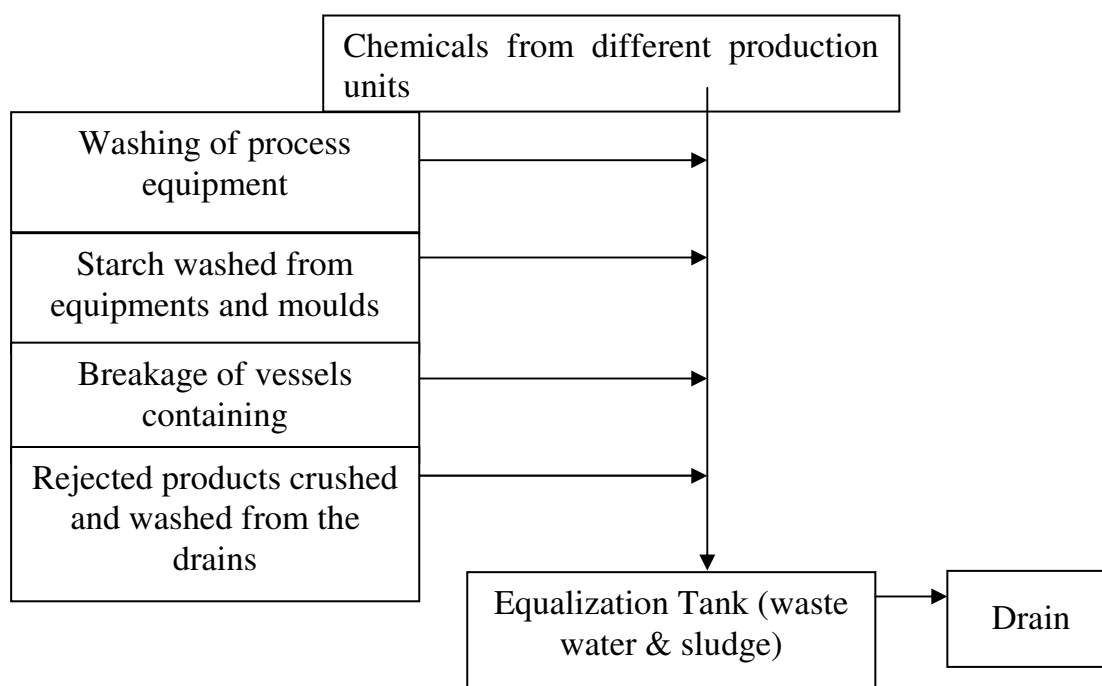 Chemicals from different production
units
Washing of process
equipment
Starch washed from
equipments and moulds
Breakage of vessels
containing
Rejected products crushed
and washed from the
drains
Equalization Tank (waste
water & sludge)
Drain